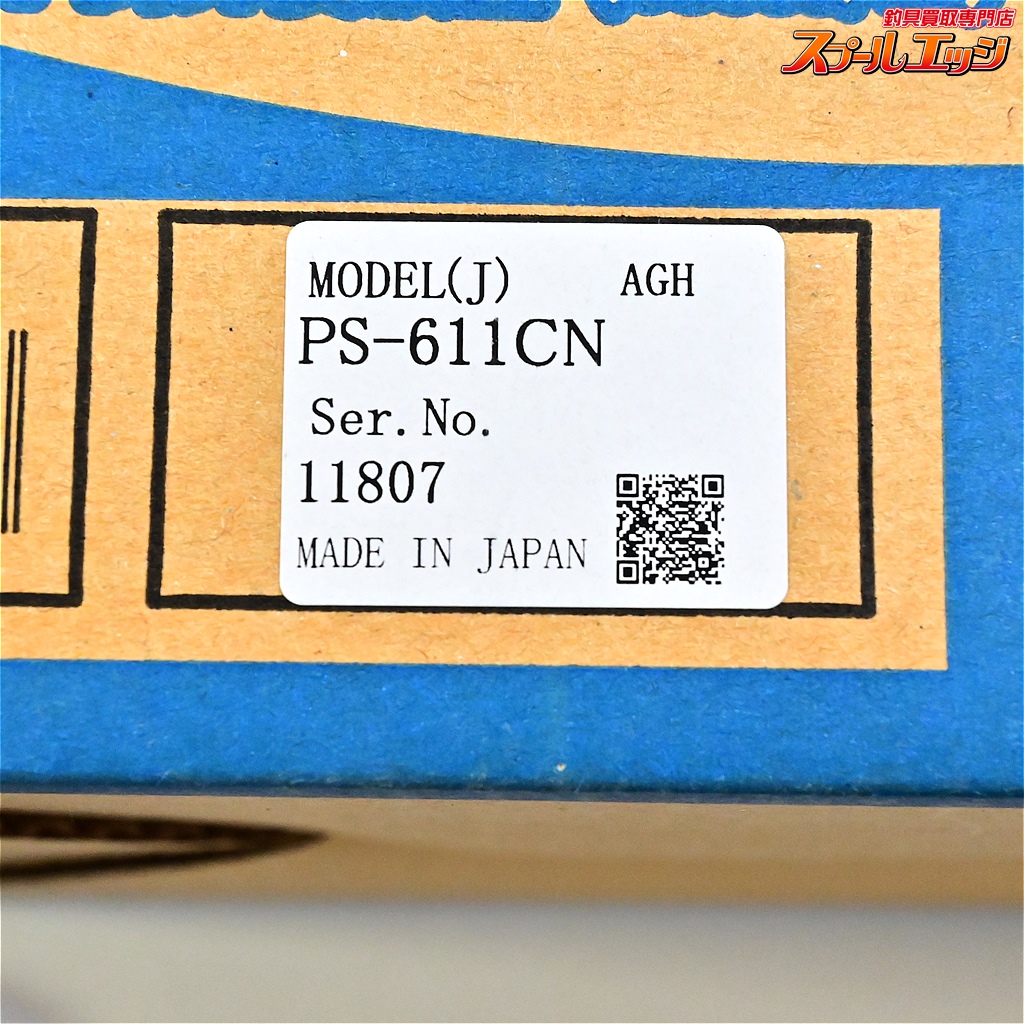 釣具買取専門店
スプールエッジ
MODEL(J) AGH
PS-611CN
Ser.No.
11807
MADE IN JAPAN